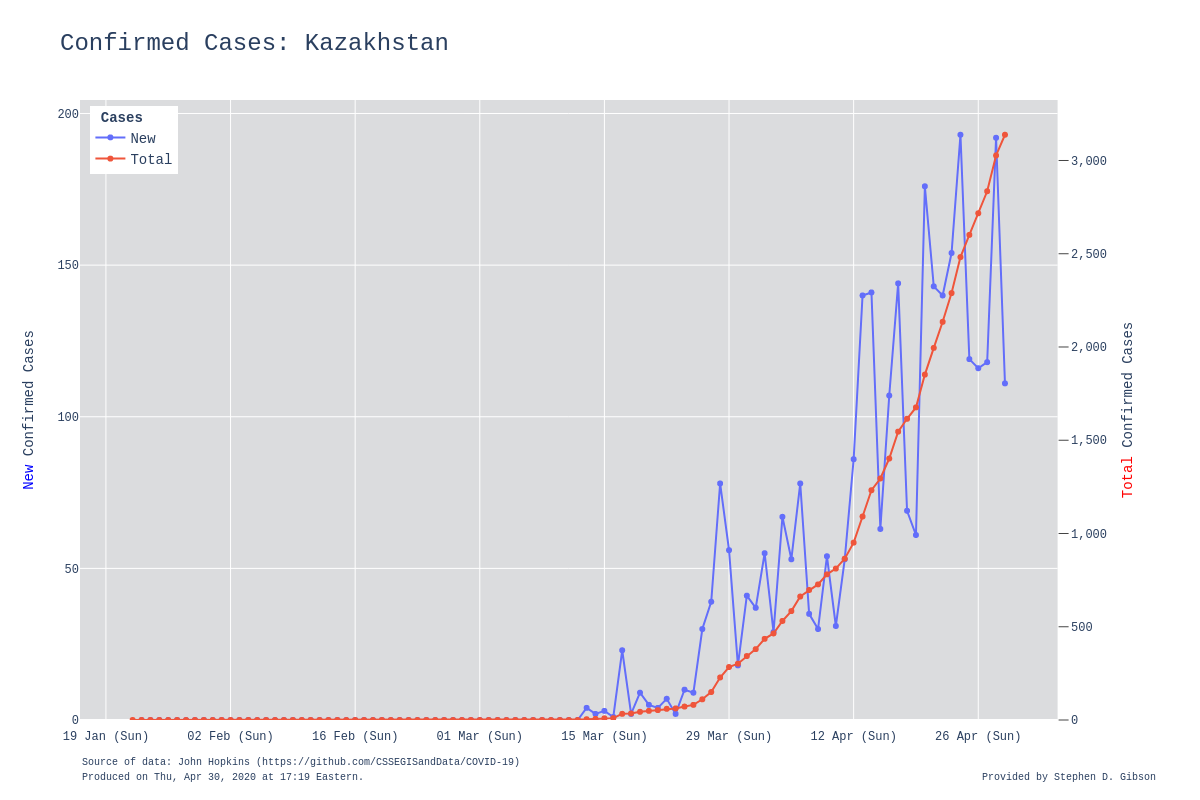 Confirmed Cases: Kazakhstan
Cases
New
Total
200
150
100
50
0
3,000
2,500
2,000
1,500
1,000
500
0
New Confirmed Cases
Total Confirmed Cases
19 Jan (Sun) 02 Feb (Sun) 16 Feb (Sun) 01 Mar (Sun) 15 Mar (Sun) 29 Mar (Sun) 12 Apr (Sun) 26 Apr (Sun)
Source of data: John Hopkins (https://github.com/CSSEGISandData/COVID-19)
Produced on Thu, Apr 30, 2020 at 17:19 Eastern.
Provided by Stephen D. Gibson